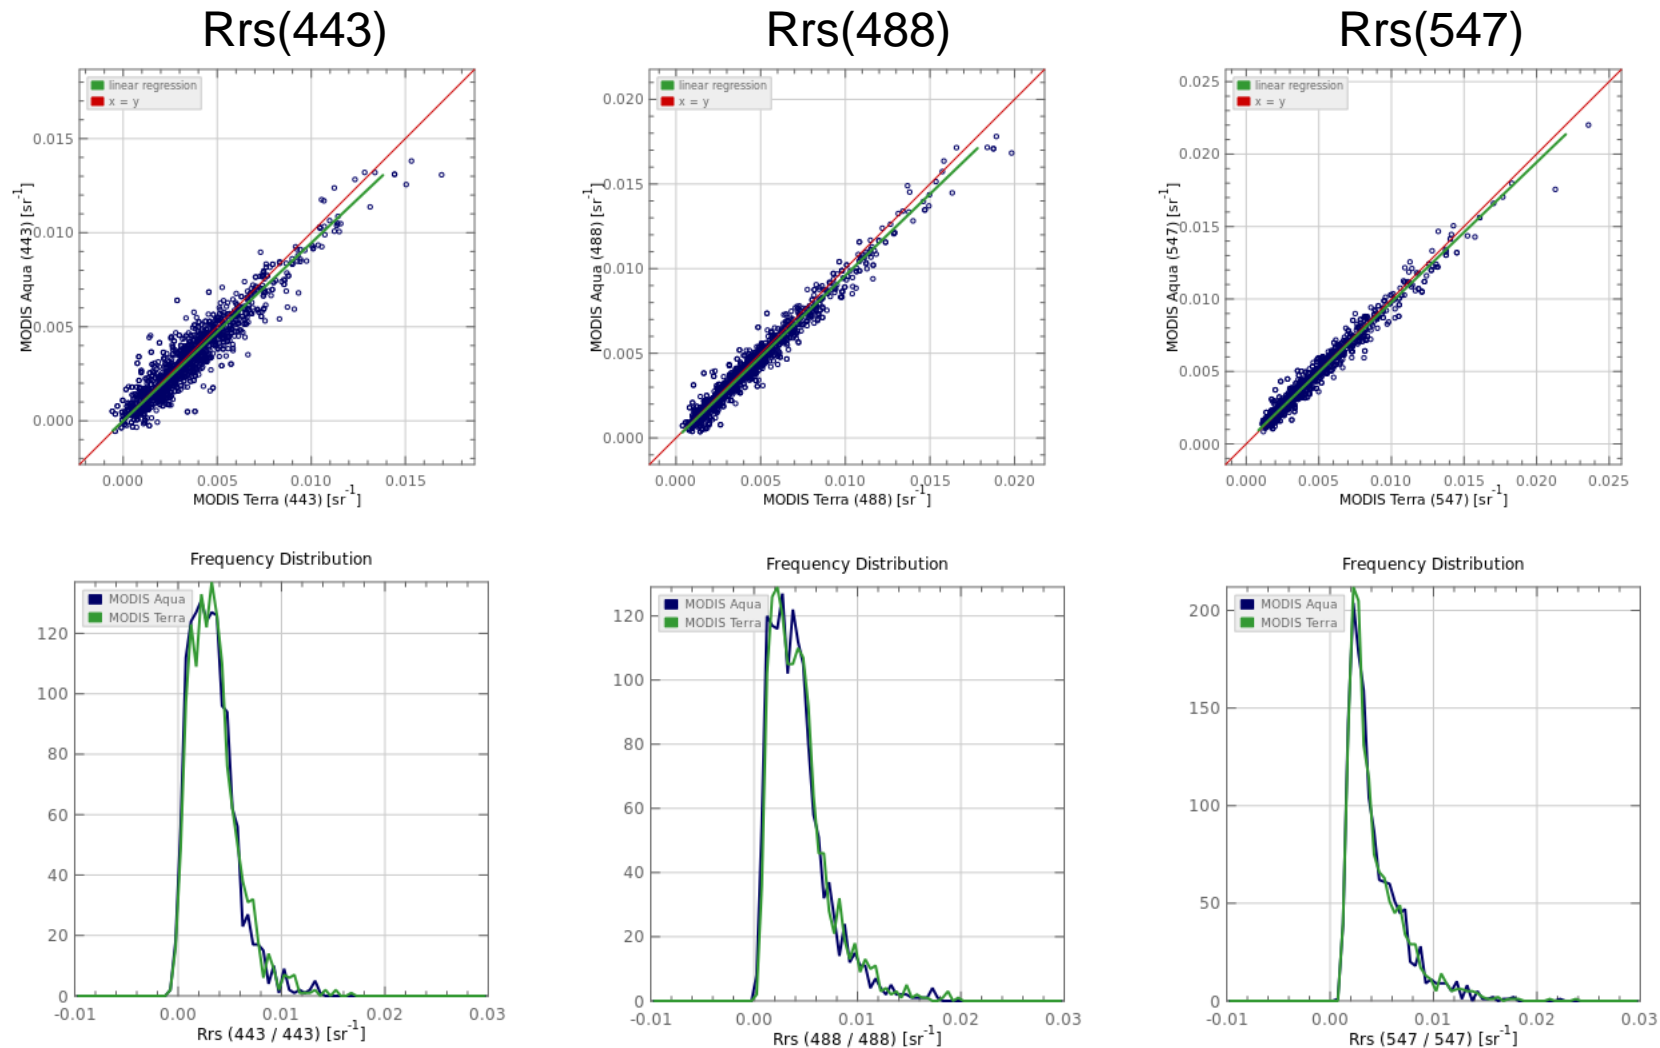 Rrs(443)
Rrs(488)
Rrs(547)
linear regression
x = y
0.015
0.010
0.005
0.000
MODIS Aqua (443) [sr-1]
0.000 0.005 0.010 0.015
MODIS Terra (443) [sr-1]
linear regression
x = y
0.020
0.015
0.010
0.005
0.000
MODIS Aqua (488) [sr-1]
0.000 0.005 0.010 0.015 0.020
MODIS Terra (488) [sr-1]
linear regression
x = y
0.025
0.020
0.015
0.010
0.005
0.000
MODIS Aqua (547) [sr-1]
0.000 0.005 0.010 0.015 0.020 0.025
MODIS Terra (547) [sr-1]
Frequency Distribution
MODIS Aqua
MODIS Terra
120
100
80
60
40
20
0
-0.01 0.00 0.01 0.02 0.03
Rrs (443 / 443) [sr-1]
Frequency Distribution
MODIS Aqua
MODIS Terra
120
100
80
60
40
20
0
-0.01 0.00 0.01 0.02 0.03
Rrs (488 / 488) [sr-1]
Frequency Distribution
MODIS Aqua
MODIS Terra
200
150
100
50
0
-0.01 0.00 0.01 0.02 0.03
Rrs (547 / 547) [sr-1]